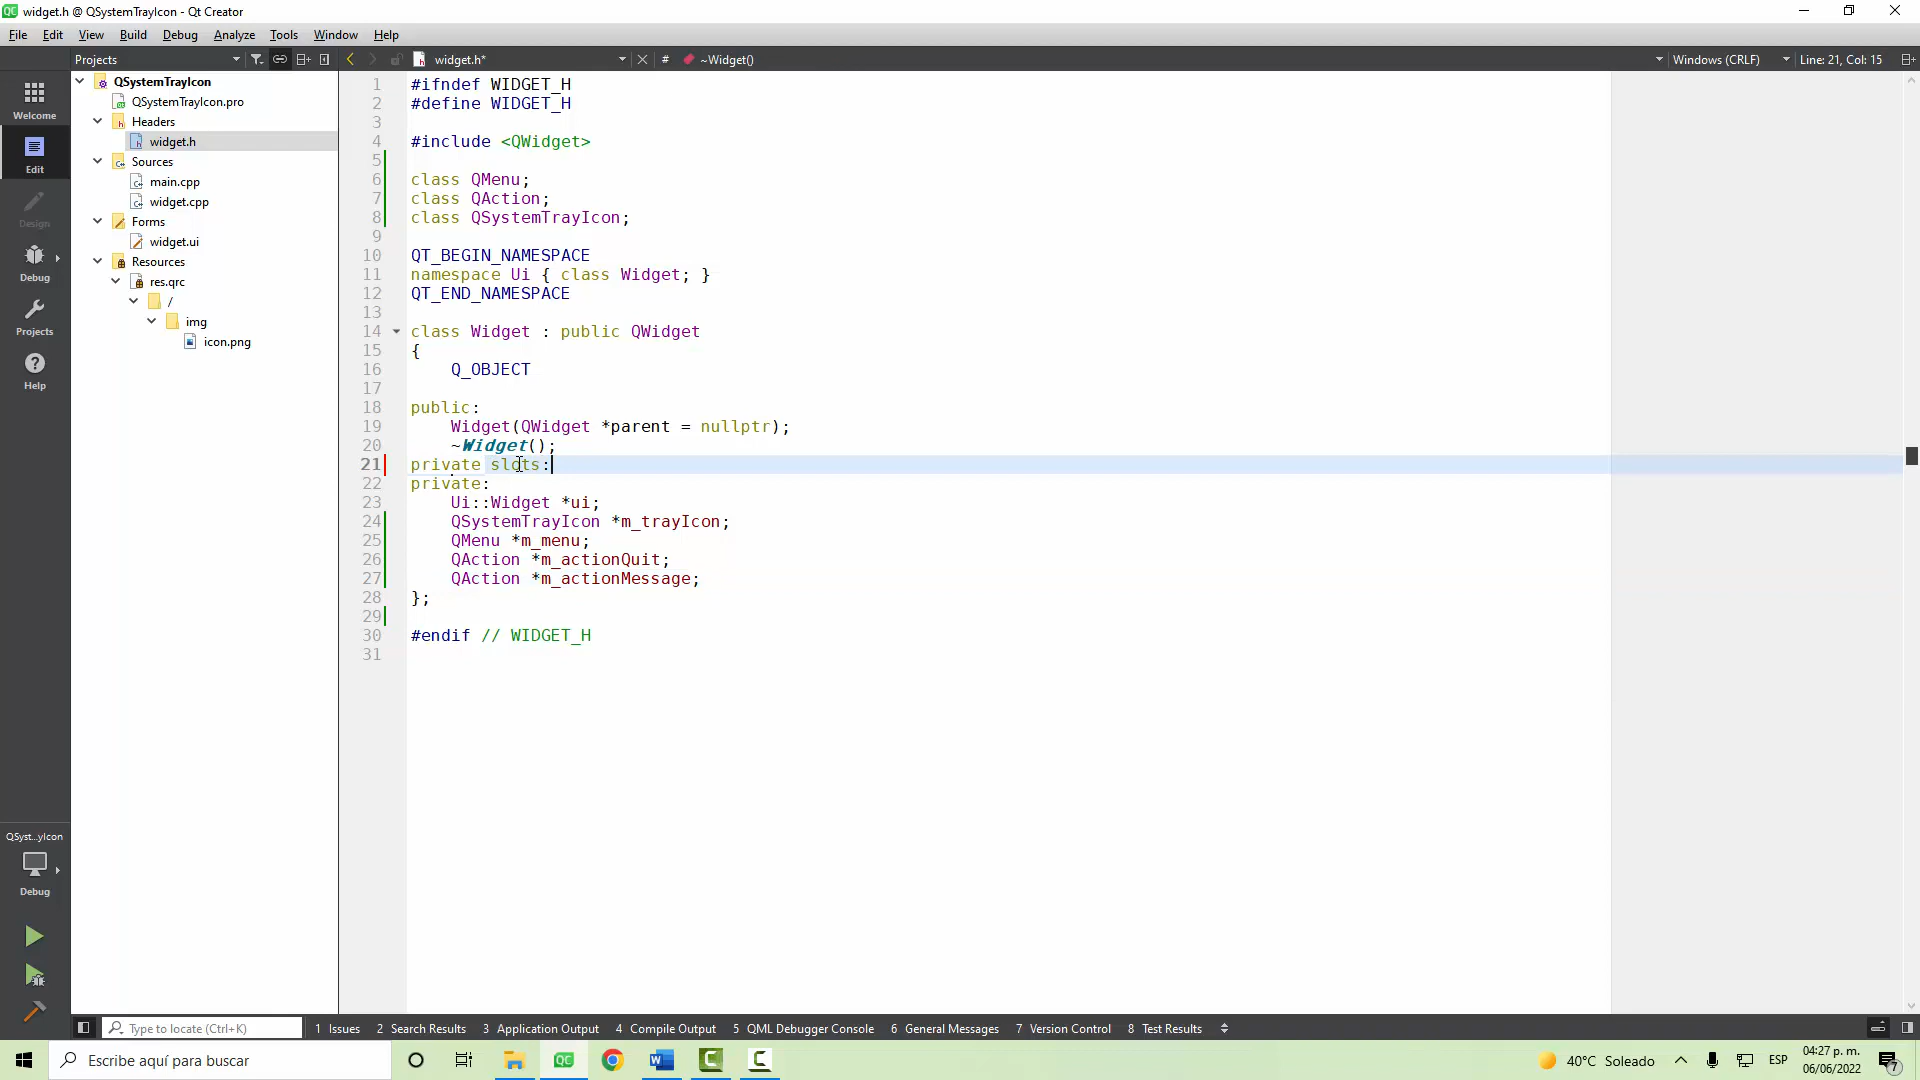 widget.h @ QSystemTrayIcon - Qt Creator
File Edit View Build Debug Analyze Tools Window Help
Projects widget.h* # ~Widget() Windows (CRLF) Line: 21, Col: 15
Welcome
Edit
Design
Debug
Projects
Help
QSyst...yIcon
Debug
QSystemTrayIcon
QSystemTrayIcon.pro
Headers
widget.h
Sources
main.cpp
widget.cpp
Forms
widget.ui
Resources
res.qrc
/
img
icon.png
1 #ifndef WIDGET_H
2 #define WIDGET_H
3
4 #include <QWidget>
5
6 class QMenu;
7 class QAction;
8 class QSystemTrayIcon;
9
10 QT_BEGIN_NAMESPACE
11 namespace Ui { class Widget; }
12 QT_END_NAMESPACE
13
14 class Widget : public QWidget
15 {
16 Q_OBJECT
17
18 public:
19 Widget(QWidget *parent = nullptr);
20 ~Widget();
21 private slots:
22 private:
23 Ui::Widget *ui;
24 QSystemTrayIcon *m_trayIcon;
25 QMenu *m_menu;
26 QAction *m_actionQuit;
27 QAction *m_actionMessage;
28 };
29
30 #endif // WIDGET_H
31
Type to locate (Ctrl+K) 1 Issues 2 Search Results 3 Application Output 4 Compile Output 5 QML Debugger Console 6 General Messages 7 Version Control 8 Test Results
Escribe aquí para buscar
40°C Soleado ESP 04:27 p. m.
06/06/2022
7